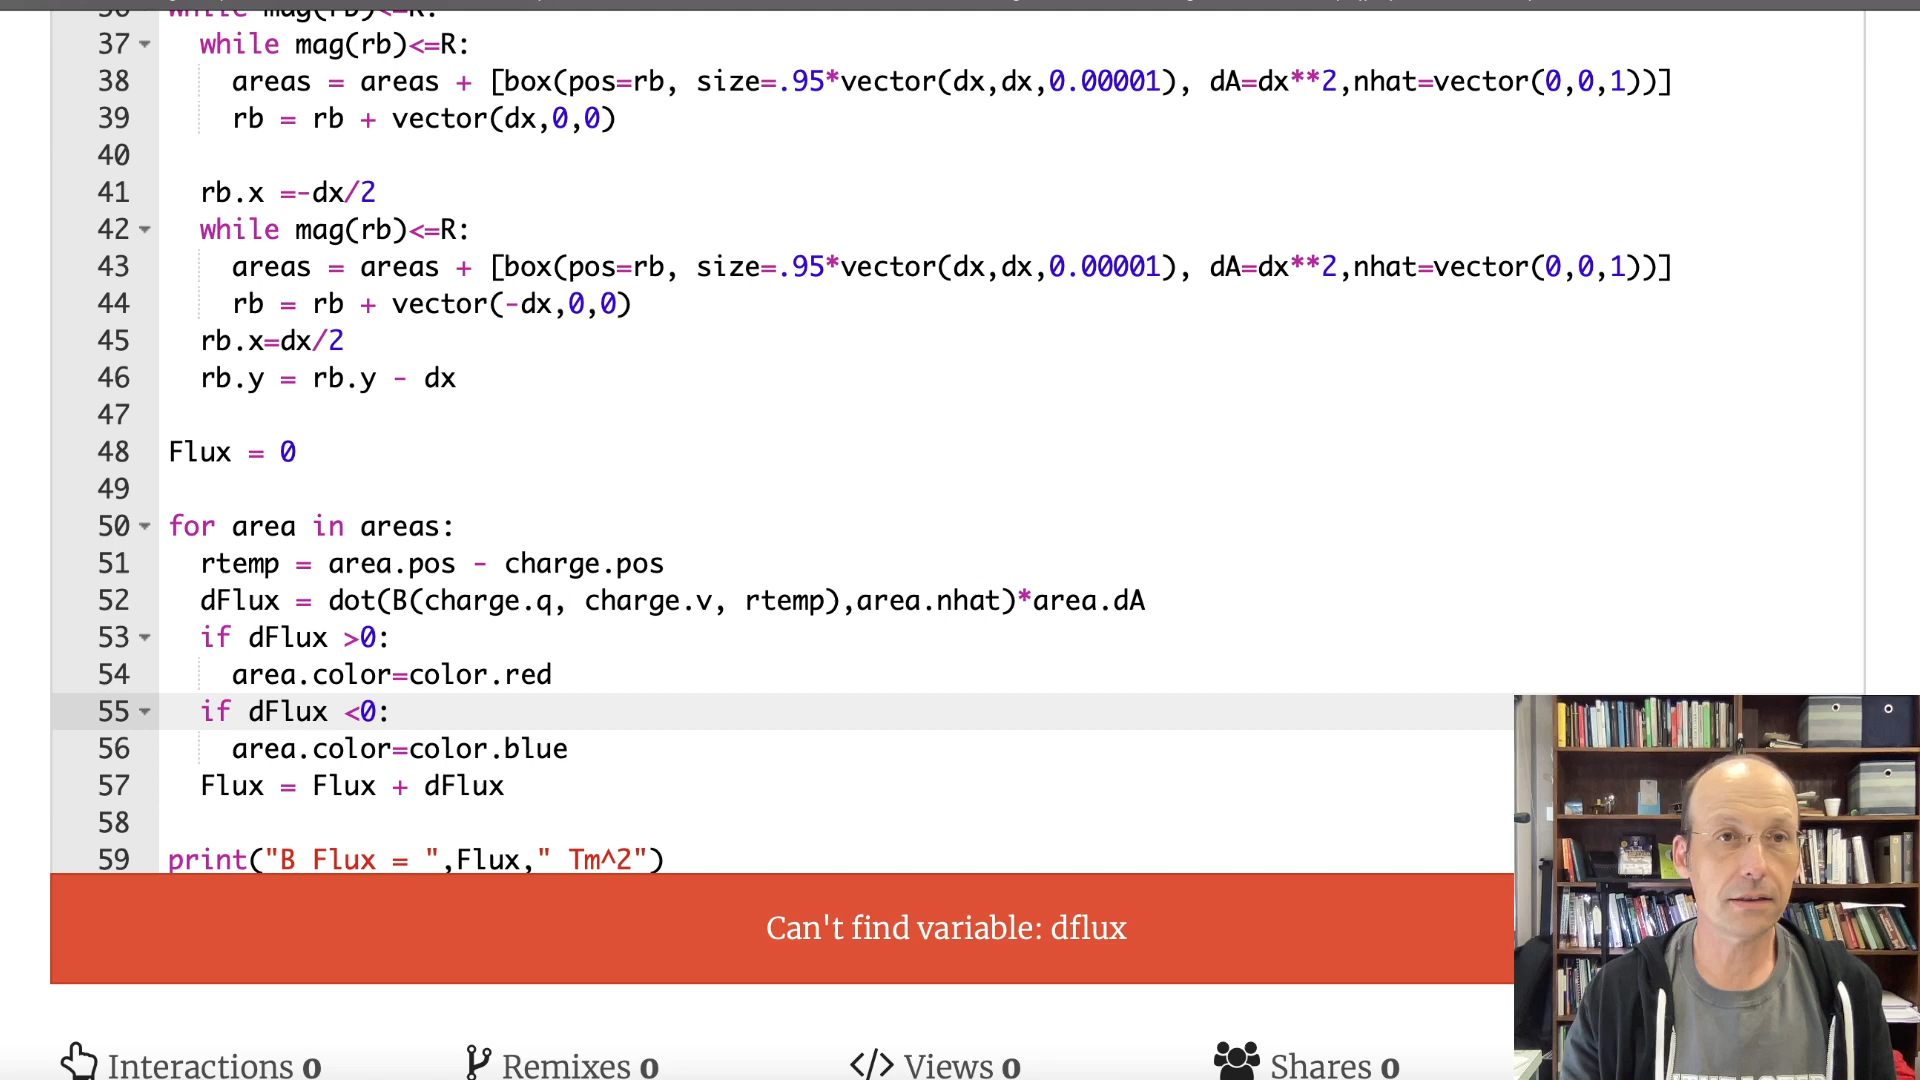 36 while mag(rb)<=R:
37 while mag(rb)<=R:
38 areas = areas + [box(pos=rb, size=.95*vector(dx,dx,0.00001), dA=dx**2,nhat=vector(0,0,1))]
39 rb = rb + vector(dx,0,0)
40
41 rb.x =-dx/2
42 while mag(rb)<=R:
43 areas = areas + [box(pos=rb, size=.95*vector(dx,dx,0.00001), dA=dx**2,nhat=vector(0,0,1))]
44 rb = rb + vector(-dx,0,0)
45 rb.x=dx/2
46 rb.y = rb.y - dx
47
48 Flux = 0
49
50 for area in areas:
51 rtemp = area.pos - charge.pos
52 dFlux = dot(B(charge.q, charge.v, rtemp),area.nhat)*area.dA
53 if dFlux >0:
54 area.color=color.red
55 if dFlux <0:
56 area.color=color.blue
57 Flux = Flux + dFlux
58
59 print("B Flux = ",Flux," Tm^2")
Can't find variable: dflux
Interactions 0 Remixes 0 Views 0 Shares 0